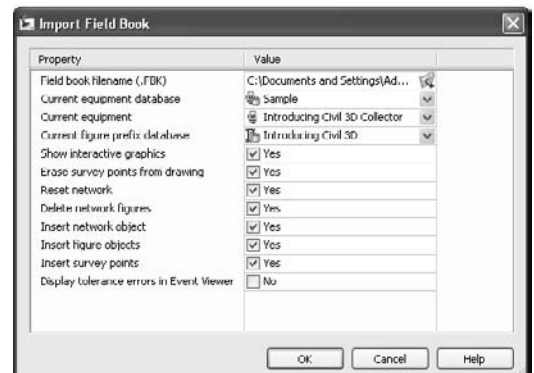 Import Field Book
Property Value
Field book filename (.FBK) C:\Documents and Settings\Ad...
Current equipment database Sample
Current equipment Introducing Civil 3D Collector
Current figure prefix database Introducing Civil 3D
Show interactive graphics Yes
Erase survey points from drawing Yes
Reset network Yes
Delete network figures Yes
Insert network object Yes
Insert figure objects Yes
Insert survey points Yes
Display tolerance errors in Event Viewer No
OK Cancel Help